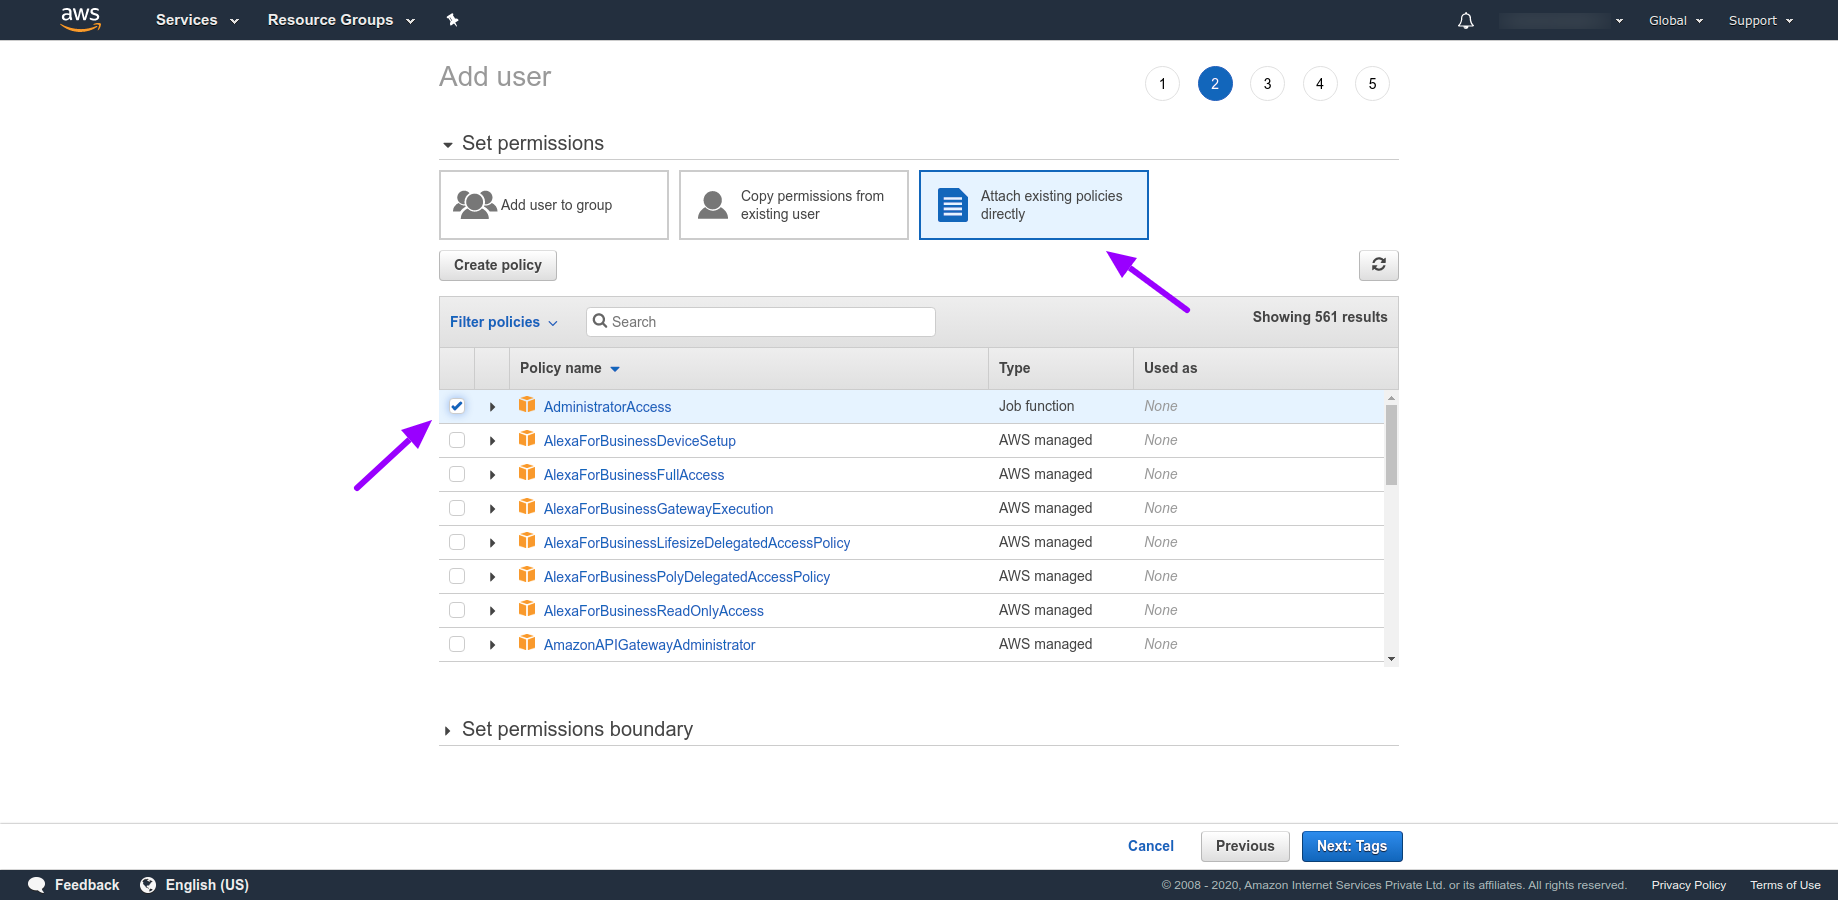 aws Services Resource Groups Global Support
Add user
1 2 3 4 5
Set permissions
Add user to group
Copy permissions from
existing user
Attach existing policies
directly
Create policy
Filter policies Search Showing 561 results
Policy name Type Used as
AdministratorAccess Job function None
AlexaForBusinessDeviceSetup AWS managed None
AlexaForBusinessFullAccess AWS managed None
AlexaForBusinessGatewayExecution AWS managed None
AlexaForBusinessLifesizeDelegatedAccessPolicy AWS managed None
AlexaForBusinessPolyDelegatedAccessPolicy AWS managed None
AlexaForBusinessReadOnlyAccess AWS managed None
AmazonAPIGatewayAdministrator AWS managed None
Set permissions boundary
Cancel Previous Next: Tags
Feedback English (US) © 2008 - 2020, Amazon Internet Services Private Ltd. or its affiliates. All rights reserved. Privacy Policy Terms of Use